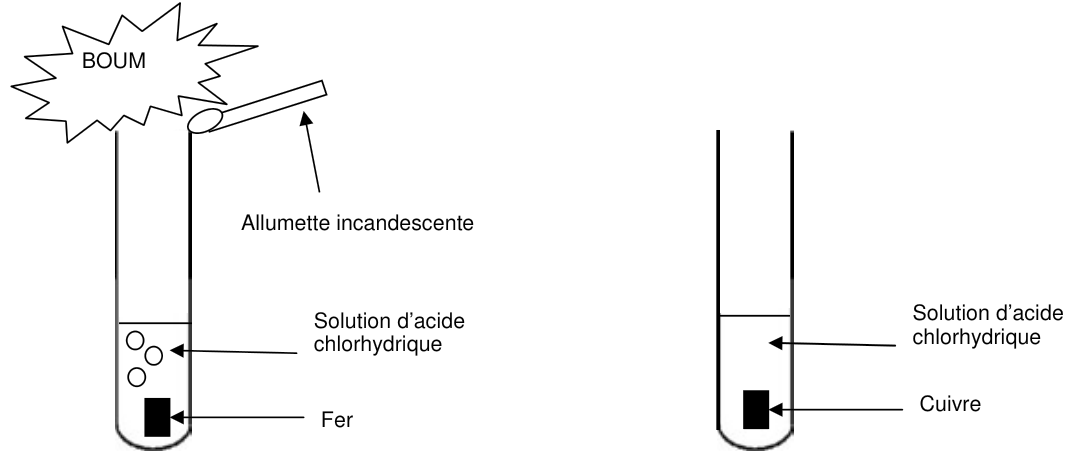 BOUM
Allumette incandescente
Solution d'acide
chlorhydrique
Fer
Solution d'acide
chlorhydrique
Cuivre